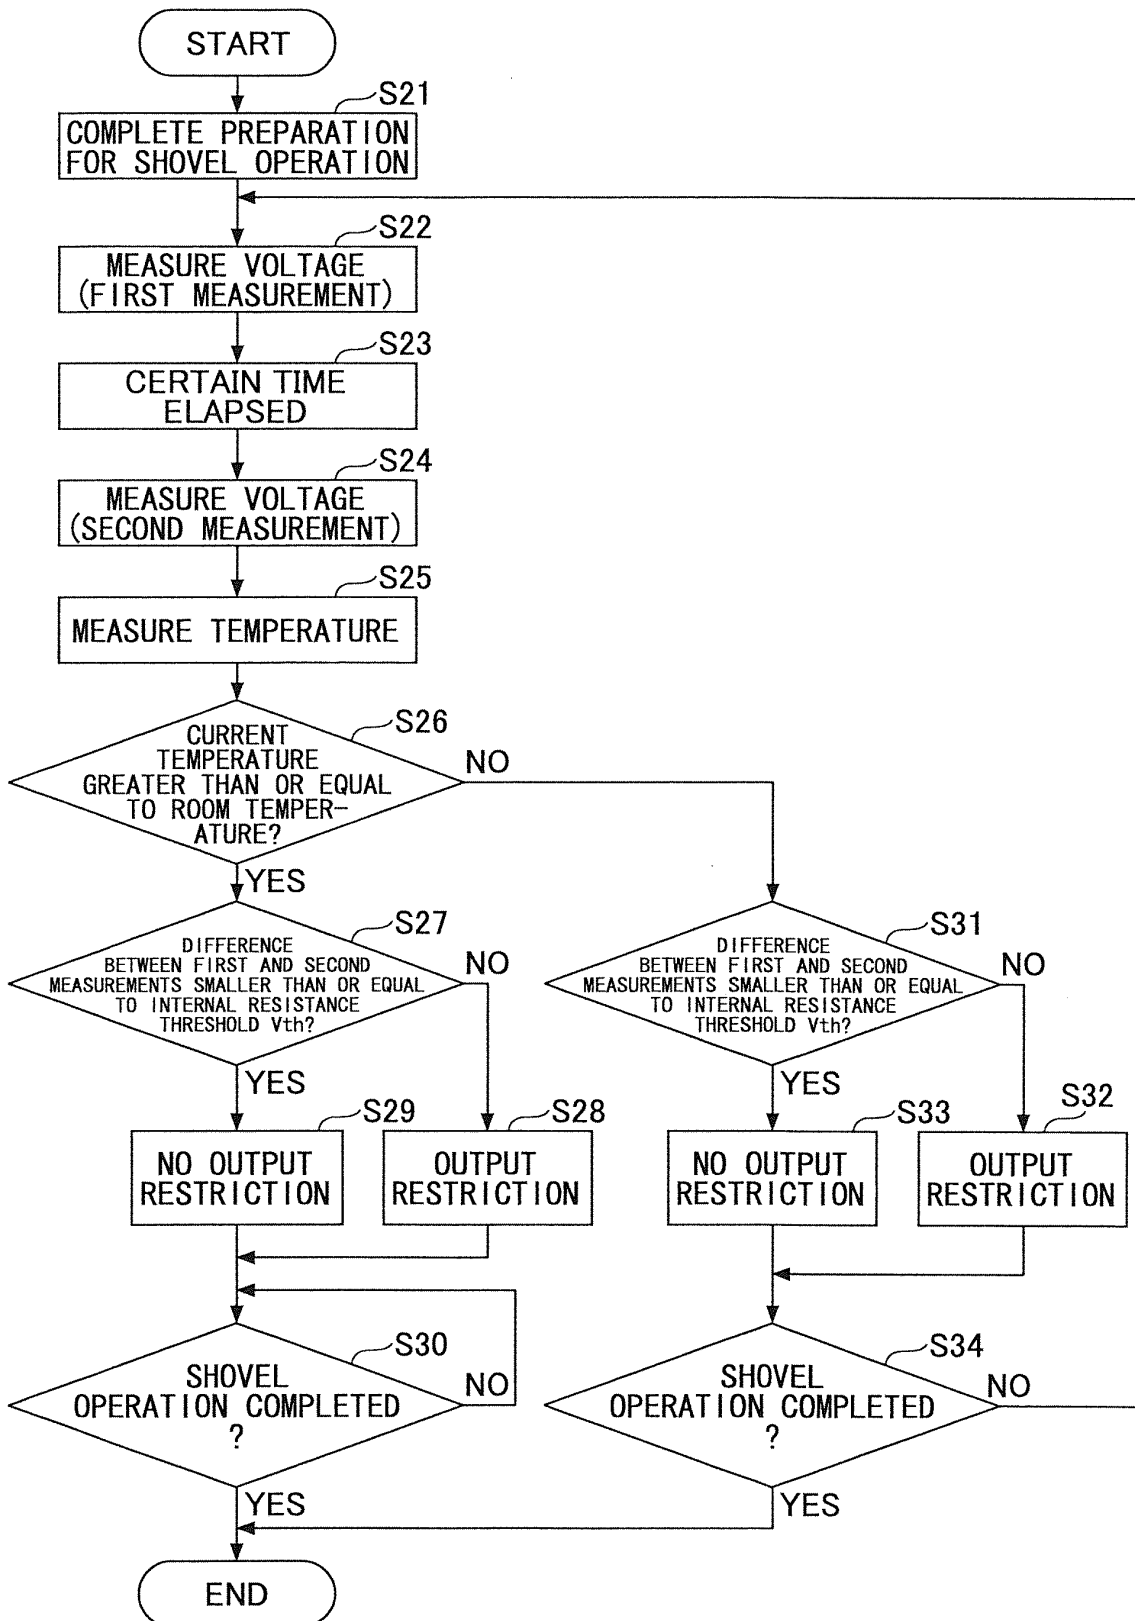 START
S21
COMPLETE PREPARATION
FOR SHOVEL OPERATION
S22
MEASURE VOLTAGE
(FIRST MEASUREMENT)
S23
CERTAIN TIME
ELAPSED
S24
MEASURE VOLTAGE
(SECOND MEASUREMENT)
S25
MEASURE TEMPERATURE
S26
CURRENT
TEMPERATURE
GREATER THAN OR EQUAL
TO ROOM TEMPER-
ATURE?
NO
YES
S27
DIFFERENCE
BETWEEN FIRST AND SECOND
MEASUREMENTS SMALLER THAN OR EQUAL
TO INTERNAL RESISTANCE
THRESHOLD Vth?
NO
YES
S31
DIFFERENCE
BETWEEN FIRST AND SECOND
MEASUREMENTS SMALLER THAN OR EQUAL
TO INTERNAL RESISTANCE
THRESHOLD Vth?
NO
YES
S29
NO OUTPUT
RESTRICTION
S28
OUTPUT
RESTRICTION
S33
NO OUTPUT
RESTRICTION
S32
OUTPUT
RESTRICTION
S30
SHOVEL
OPERATION COMPLETED
?
NO
YES
S34
SHOVEL
OPERATION COMPLETED
?
NO
YES
END